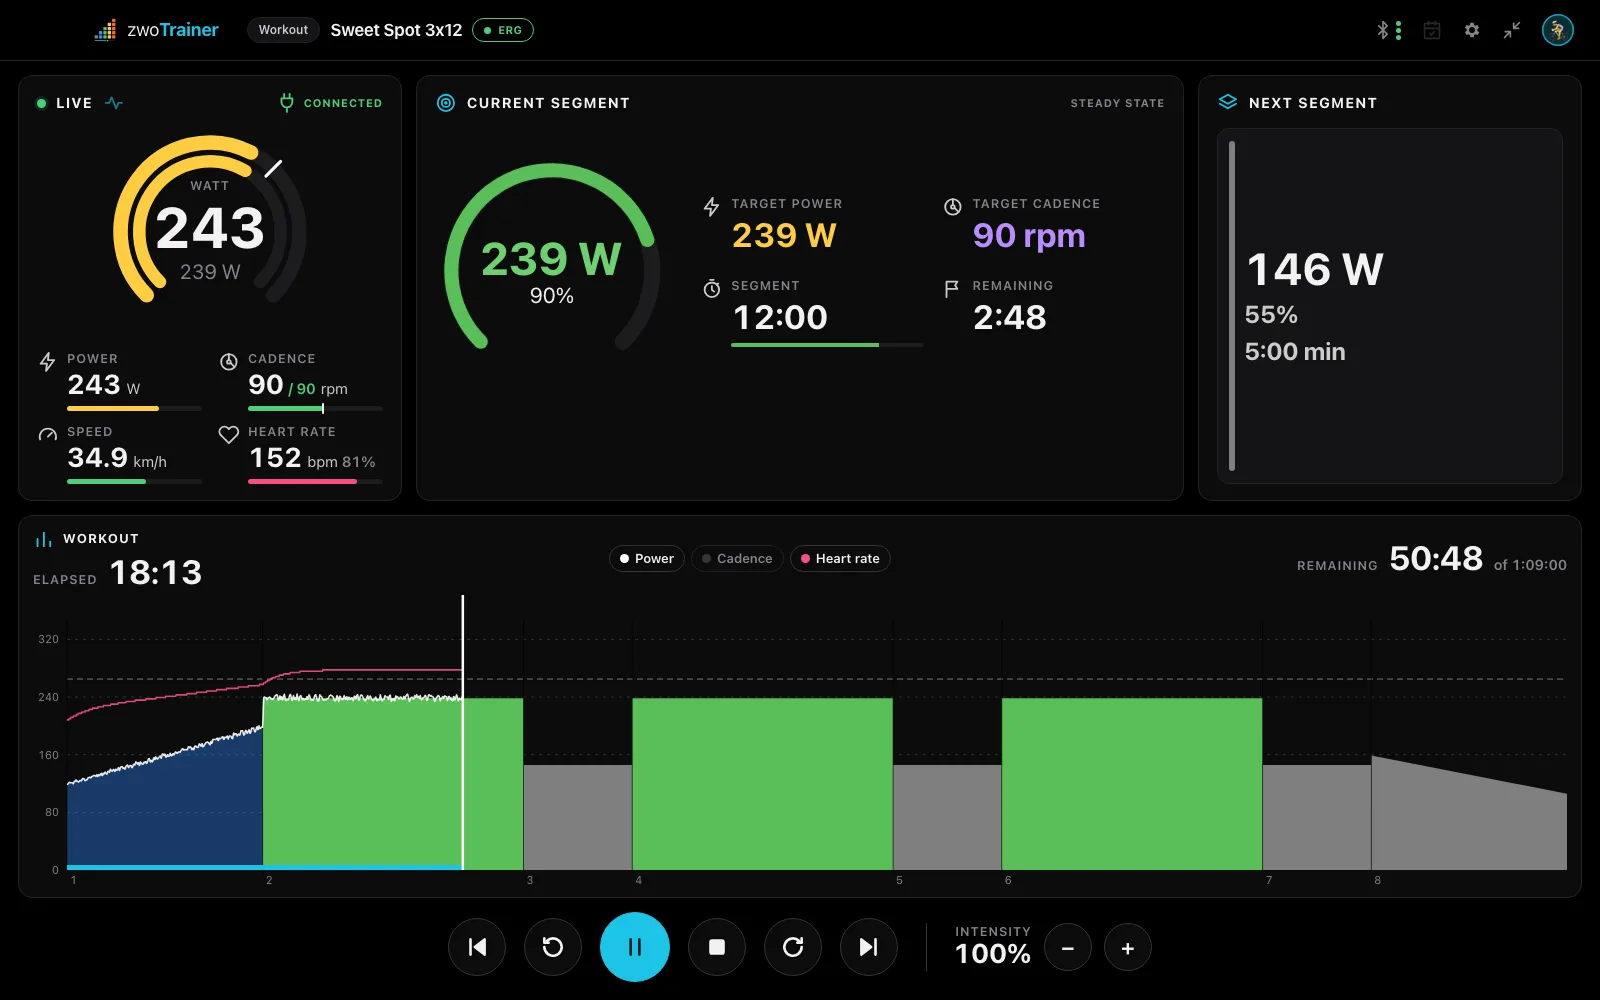 zwoTrainer
Workout
Sweet Spot 3x12
ERG
LIVE
CONNECTED
WATT
243
239 W
POWER
243 W
CADENCE
90 / 90 rpm
SPEED
34.9 km/h
HEART RATE
152 bpm 81%
CURRENT SEGMENT
STEADY STATE
239 W
90%
TARGET POWER
239 W
TARGET CADENCE
90 rpm
SEGMENT
12:00
REMAINING
2:48
NEXT SEGMENT
146 W
55%
5:00 min
WORKOUT
ELAPSED 18:13
Power
Cadence
Heart rate
REMAINING 50:48 of 1:09:00
320
240
160
80
0
1 2 3 4 5 6 7 8
INTENSITY
100%